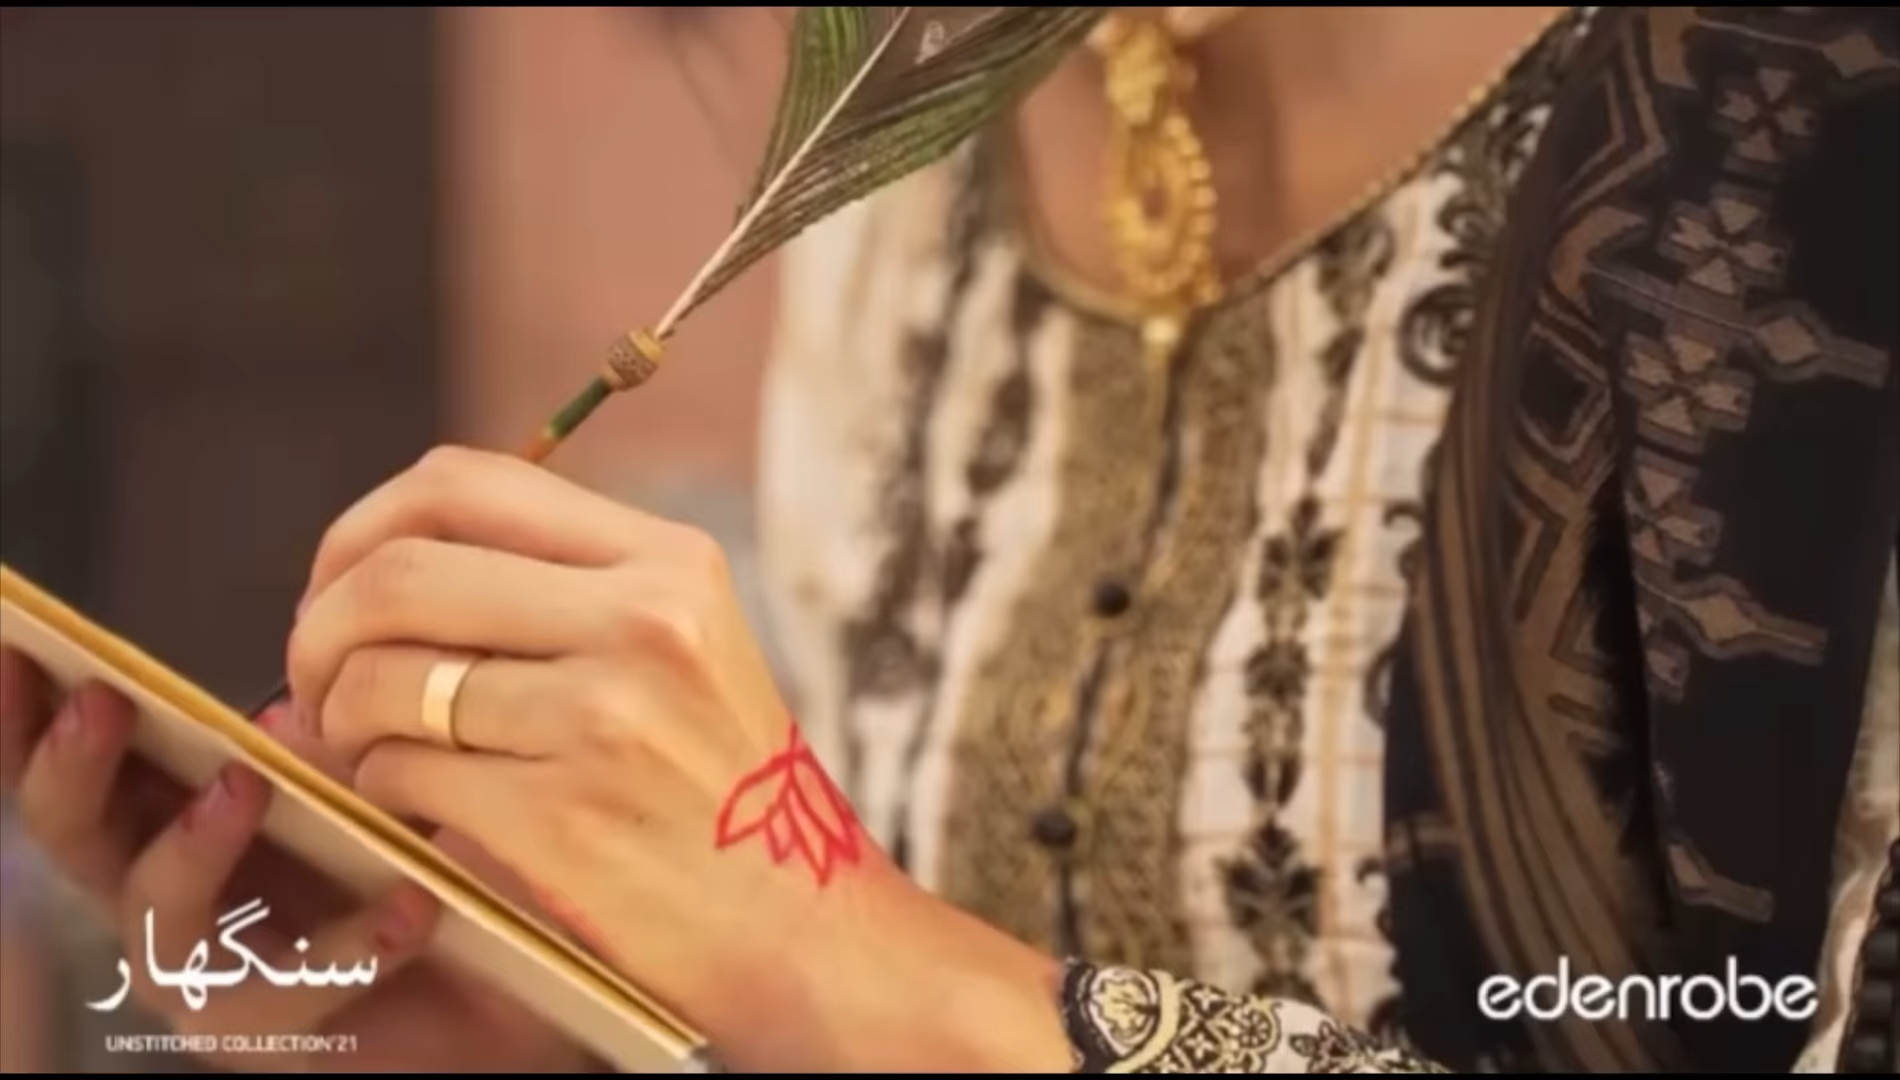 سنگھار
UNSTITCHED COLLECTION'21
edenrobe